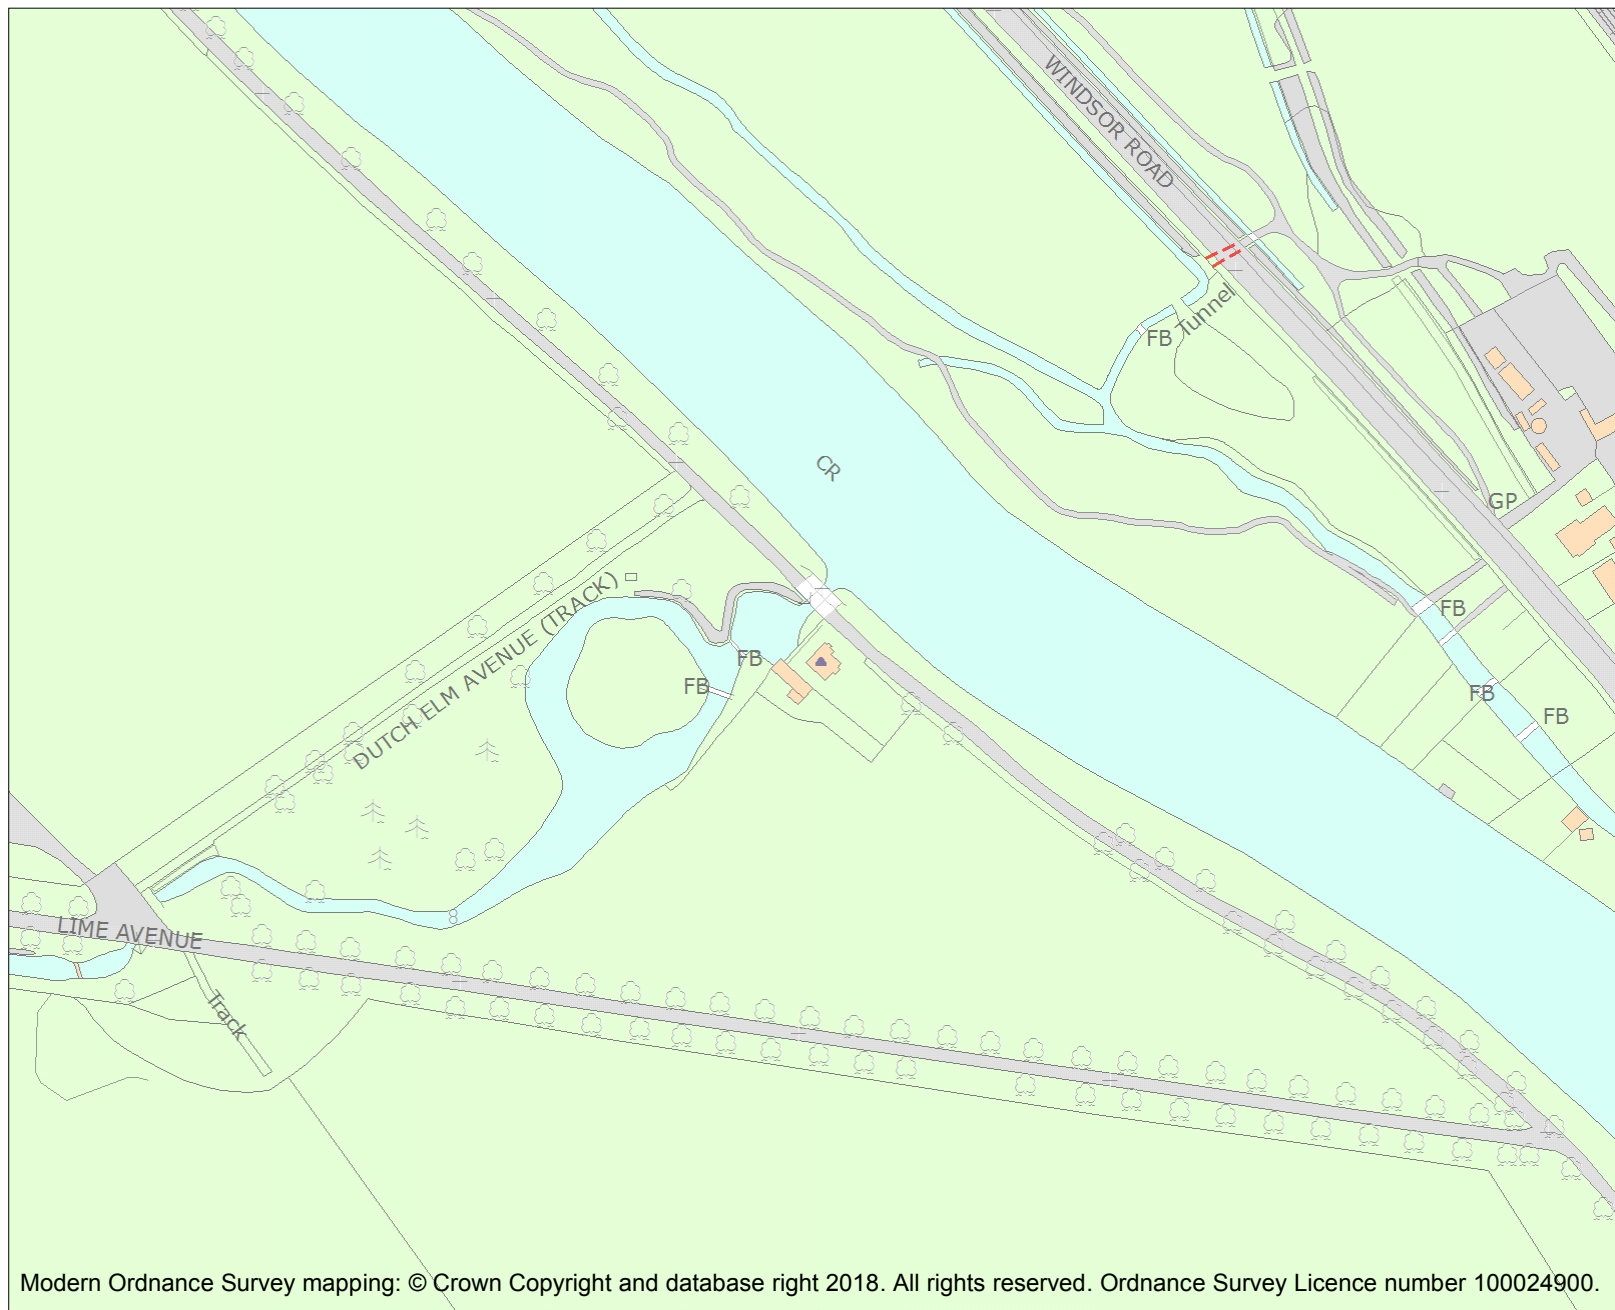 WINDSOR ROAD
Tunnel
FB
CR
GP
DUTCH ELM AVENUE (TRACK)
FB
FB
FB
FB
FB
8
LIME AVENUE
Track
Modern Ordnance Survey mapping: © Crown Copyright and database right 2018. All rights reserved. Ordnance Survey Licence number 100024900.